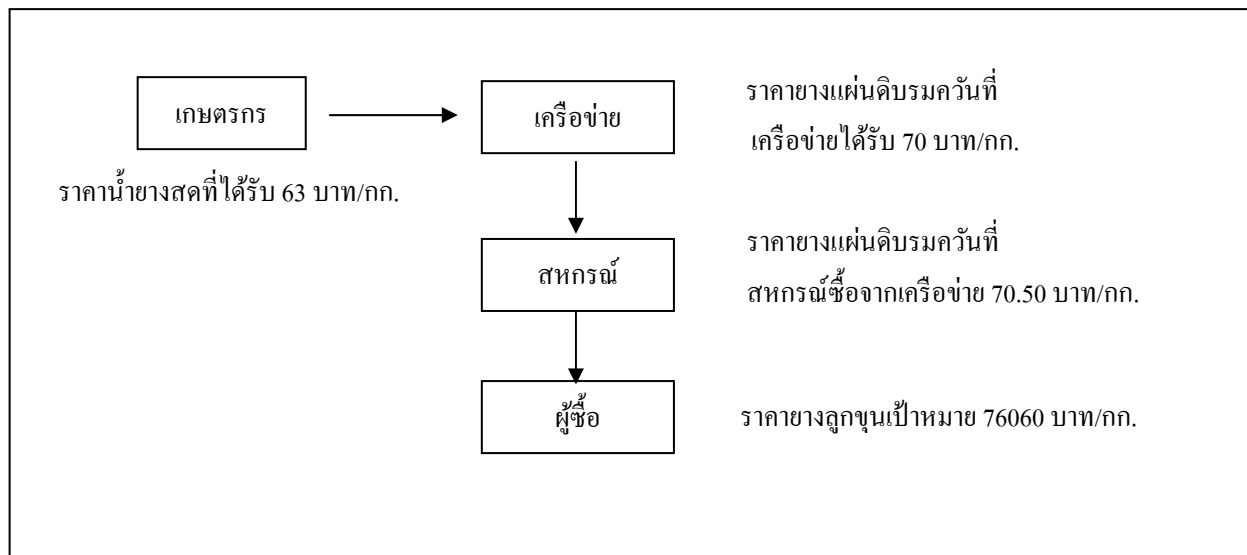 เกษตรกร
ราคาน้ำยางสดที่ได้รับ 63 บาท/กก.
เครือข่าย
ราคายางแผ่นดิบรมควันที่
เครือข่ายได้รับ 70 บาท/กก.
สหกรณ์
ราคายางแผ่นดิบรมควันที่
สหกรณ์ซื้อจากเครือข่าย 70.50 บาท/กก.
ผู้ซื้อ
ราคายางลูกขุนเป้าหมาย 76060 บาท/กก.